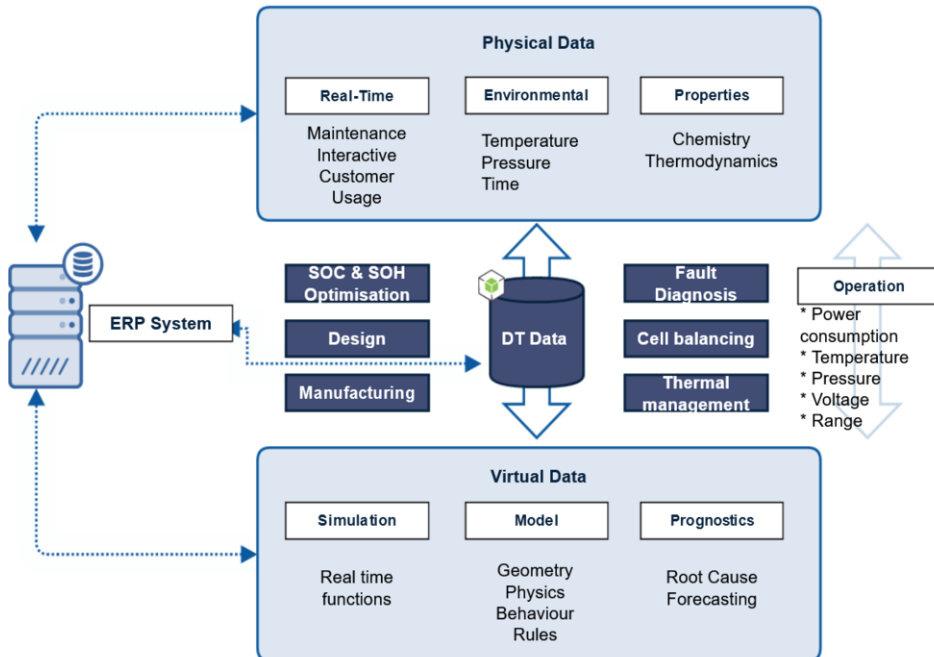 Physical Data
Real-Time
Maintenance
Interactive
Customer
Usage
Environmental
Temperature
Pressure
Time
Properties
Chemistry
Thermodynamics
ERP System
SOC & SOH
Optimisation
Design
Manufacturing
DT Data
Fault
Diagnosis
Cell balancing
Thermal
management
Operation
* Power
consumption
* Temperature
* Pressure
* Voltage
* Range
Virtual Data
Simulation
Real time
functions
Model
Geometry
Physics
Behaviour
Rules
Prognostics
Root Cause
Forecasting